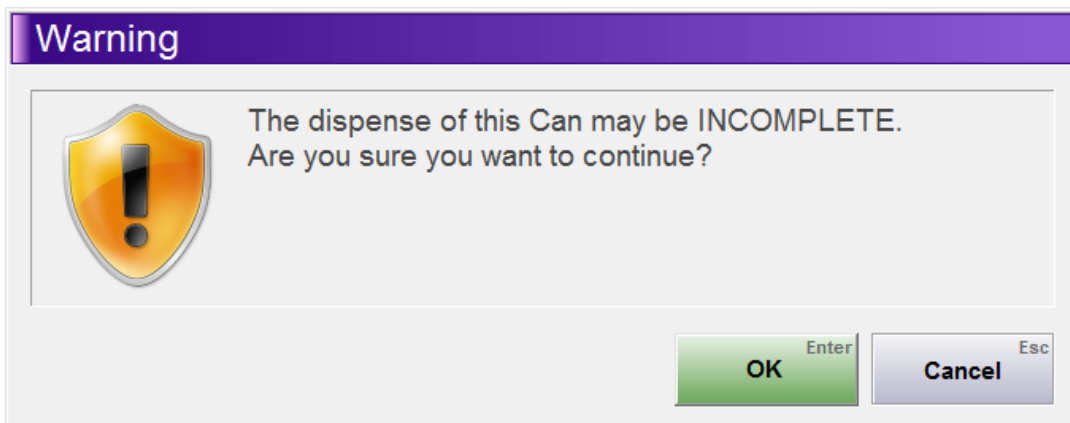 Warning
The dispense of this Can may be INCOMPLETE.
Are you sure you want to continue?
Enter
OK
Esc
Cancel